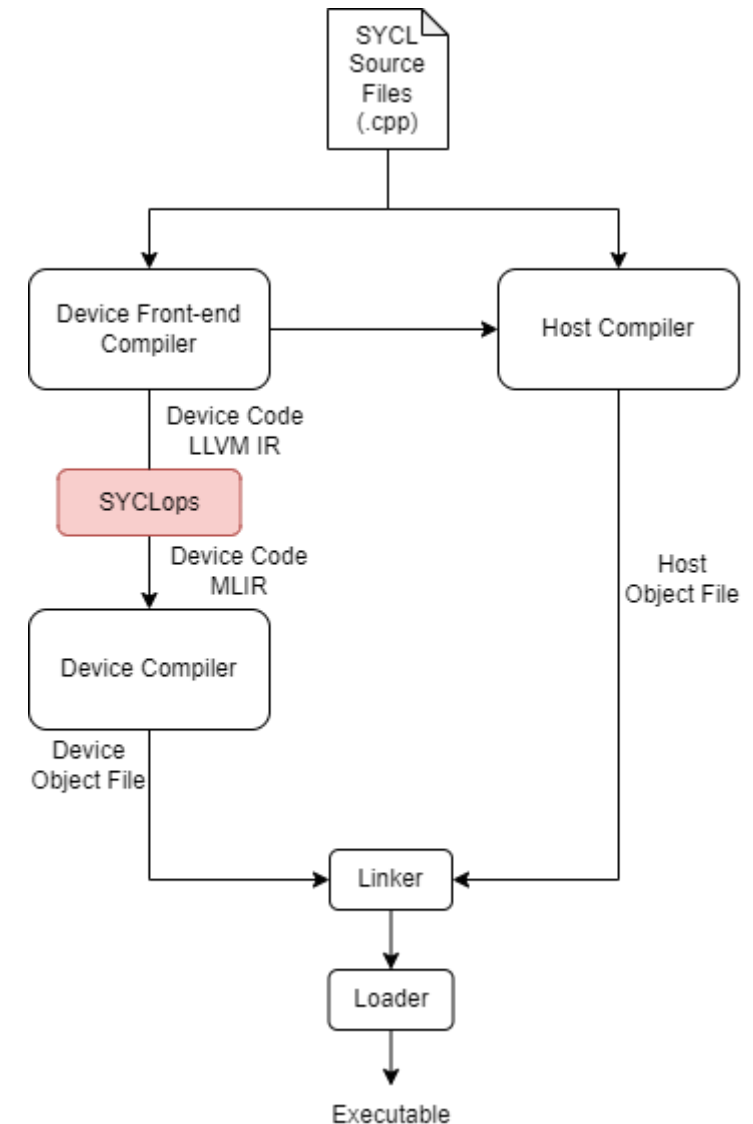 SYCL
Source
Files
(.cpp)
Device Front-end
Compiler
Host Compiler
Device Code
LLVM IR
SYCLops
Device Code
MLIR
Host
Object File
Device Compiler
Device
Object File
Linker
Loader
Executable